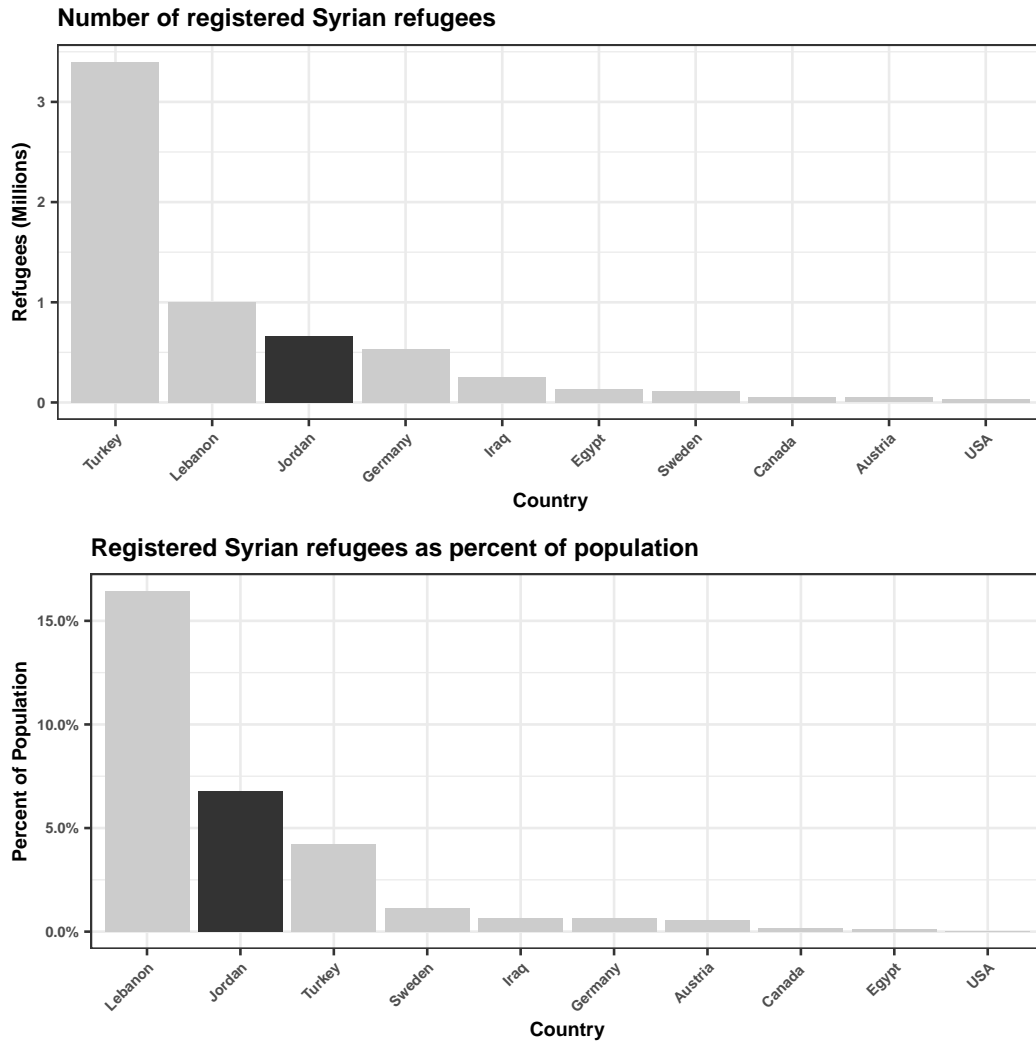 Number of registered Syrian refugees
Refugees (Millions)
3
2
1
0
Turkey
Lebanon
Jordan
Germany
Iraq
Egypt
Sweden
Canada
Austria
USA
Country
Registered Syrian refugees as percent of population
Percent of Population
15.0%
10.0%
5.0%
0.0%
Lebanon
Jordan
Turkey
Sweden
Iraq
Germany
Austria
Canada
Egypt
USA
Country